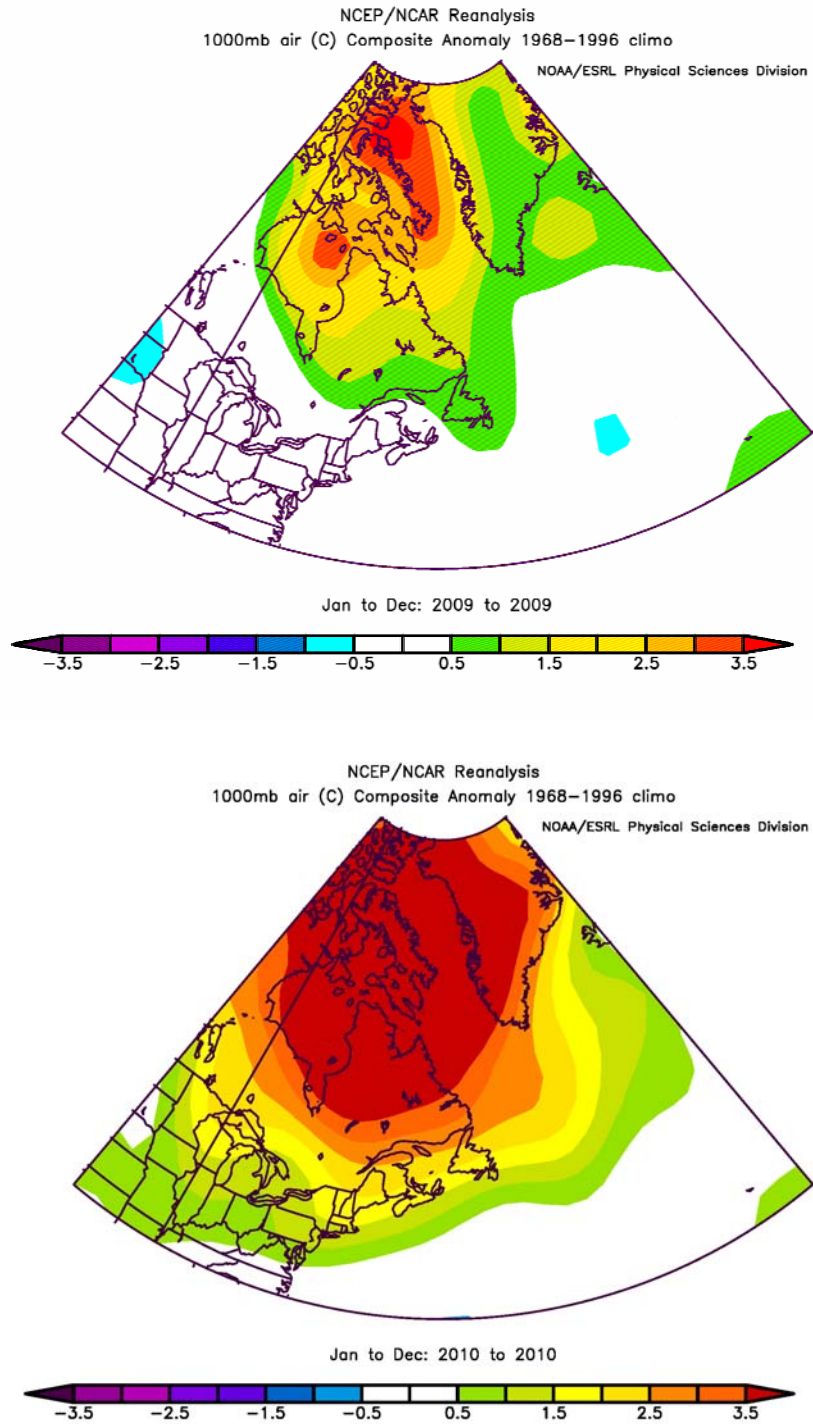 NCEP/NCAR Reanalysis
1000mb air (C) Composite Anomaly 1968−1996 climo
NOAA/ESRL Physical Sciences Division
Jan to Dec: 2009 to 2009
−3.5 −2.5 −1.5 −0.5 0.5 1.5 2.5 3.5
NCEP/NCAR Reanalysis
1000mb air (C) Composite Anomaly 1968−1996 climo
NOAA/ESRL Physical Sciences Division
Jan to Dec: 2010 to 2010
−3.5 −2.5 −1.5 −0.5 0.5 1.5 2.5 3.5